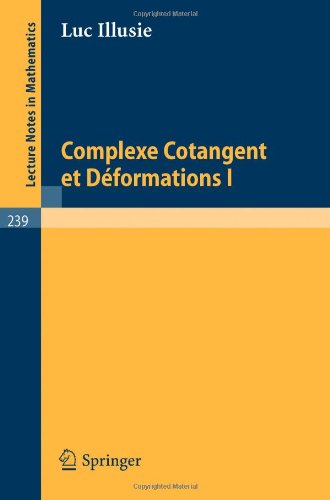 Luc Illusie
Lecture Notes in Mathematics
Complexe Cotangent
et Déformations I
239
Springer